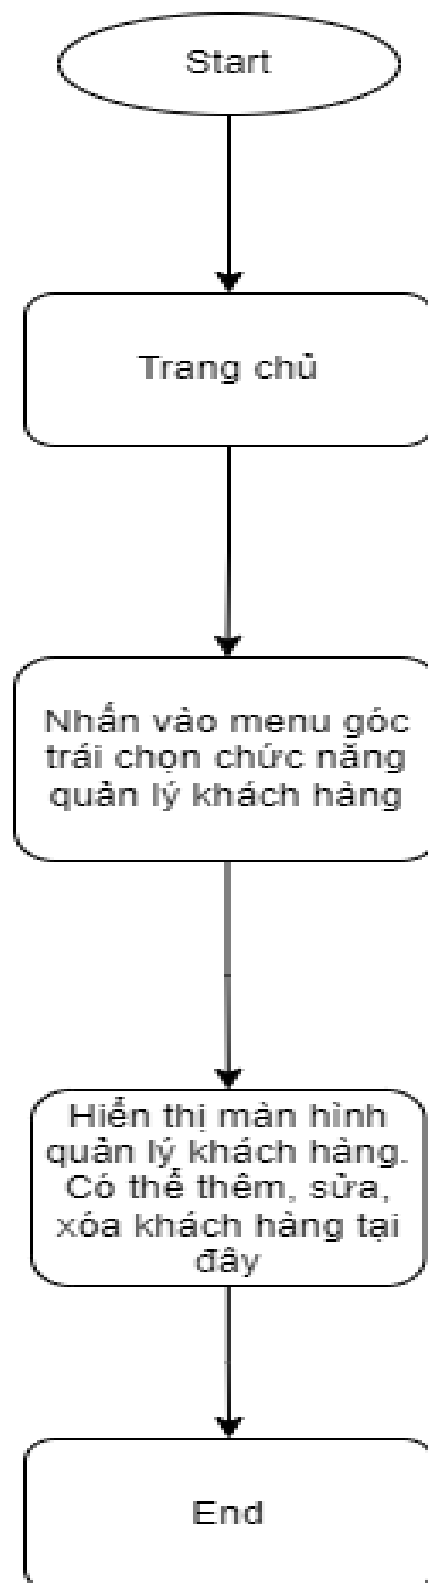 Start
Trang chủ
Nhấn vào menu góc
trái chọn chức năng
quản lý khách hàng
Hiển thị màn hình
quản lý khách hàng.
Có thể thêm, sửa,
xóa khách hàng tại
đây
End